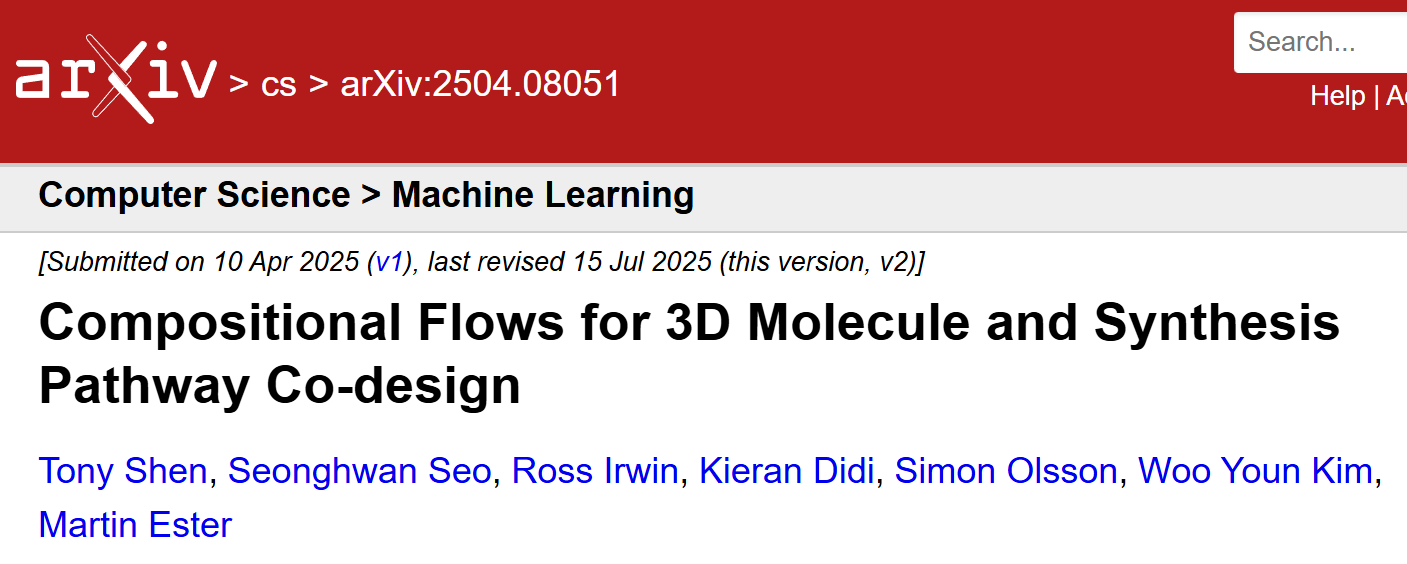 arXiv > cs > arXiv:2504.08051
Search...
Help |
Computer Science > Machine Learning
[Submitted on 10 Apr 2025 (v1), last revised 15 Jul 2025 (this version, v2)]
Compositional Flows for 3D Molecule and Synthesis
Pathway Co-design
Tony Shen, Seonghwan Seo, Ross Irwin, Kieran Didi, Simon Olsson, Woo Youn Kim,
Martin Ester